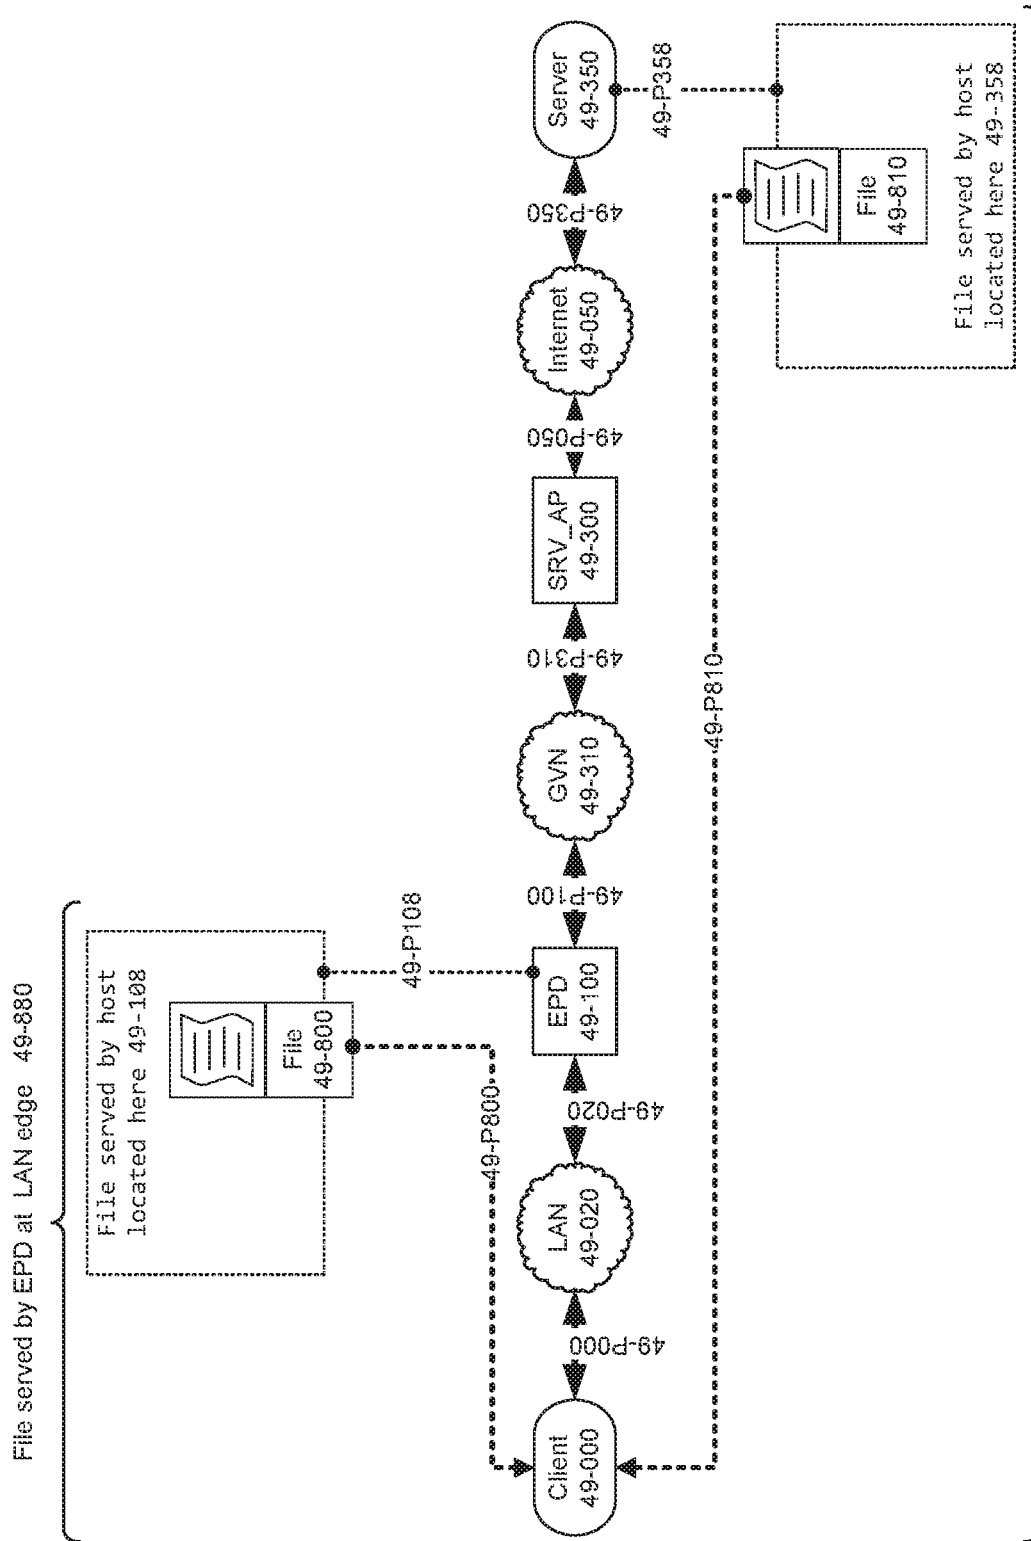 File served by EPD at LAN edge 49-880
File served by host
located here 49-108
File
49-800
49-P108
49-P800
Client
49-000
49-P000
LAN
49-020
49-P020
EPD
49-100
49-P100
GVN
49-310
49-P310
SRV_AP
49-300
49-P050
Internet
49-050
49-P350
Server
49-350
49-P358
49-P810
File
49-810
File served by host
located here 49-358